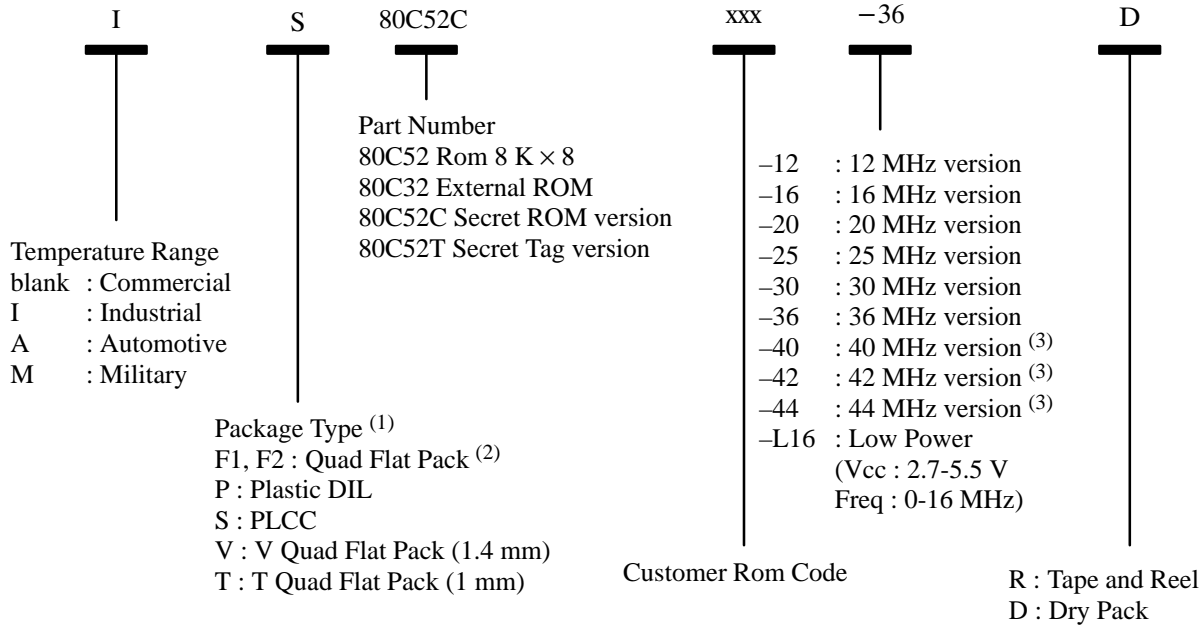 I S 80C52C xxx −36 D
Part Number
80C52 Rom 8 K × 8
80C32 External ROM
80C52C Secret ROM version
80C52T Secret Tag version
–12 : 12 MHz version
–16 : 16 MHz version
–20 : 20 MHz version
–25 : 25 MHz version
–30 : 30 MHz version
–36 : 36 MHz version
–40 : 40 MHz version (3)
–42 : 42 MHz version (3)
–44 : 44 MHz version (3)
–L16 : Low Power
(Vcc : 2.7-5.5 V
Freq : 0-16 MHz)
Temperature Range
blank : Commercial
I : Industrial
A : Automotive
M : Military
Package Type (1)
F1, F2 : Quad Flat Pack (2)
P : Plastic DIL
S : PLCC
V : V Quad Flat Pack (1.4 mm)
T : T Quad Flat Pack (1 mm)
Customer Rom Code
R : Tape and Reel
D : Dry Pack